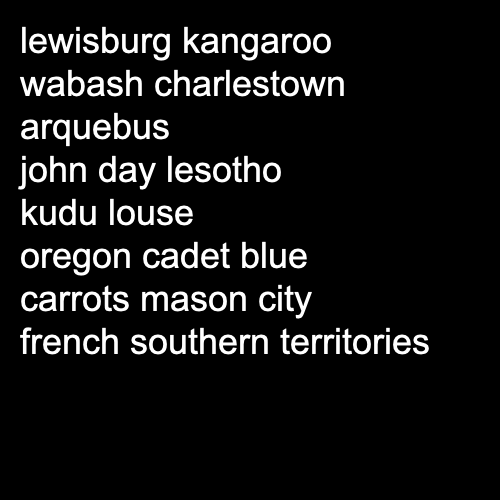 lewisburg kangaroo
wabash charlestown
arquebus
john day lesotho
kudu louse
oregon cadet blue
carrots mason city
french southern territories